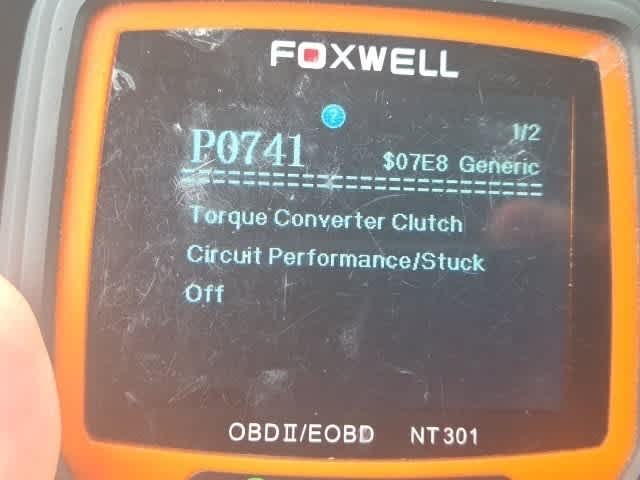 FOXWELL
?
1/2
P0741
$07E8 Generic
==============================
Torque Converter Clutch
Circuit Performance/Stuck
Off
OBDII/EOBD NT301